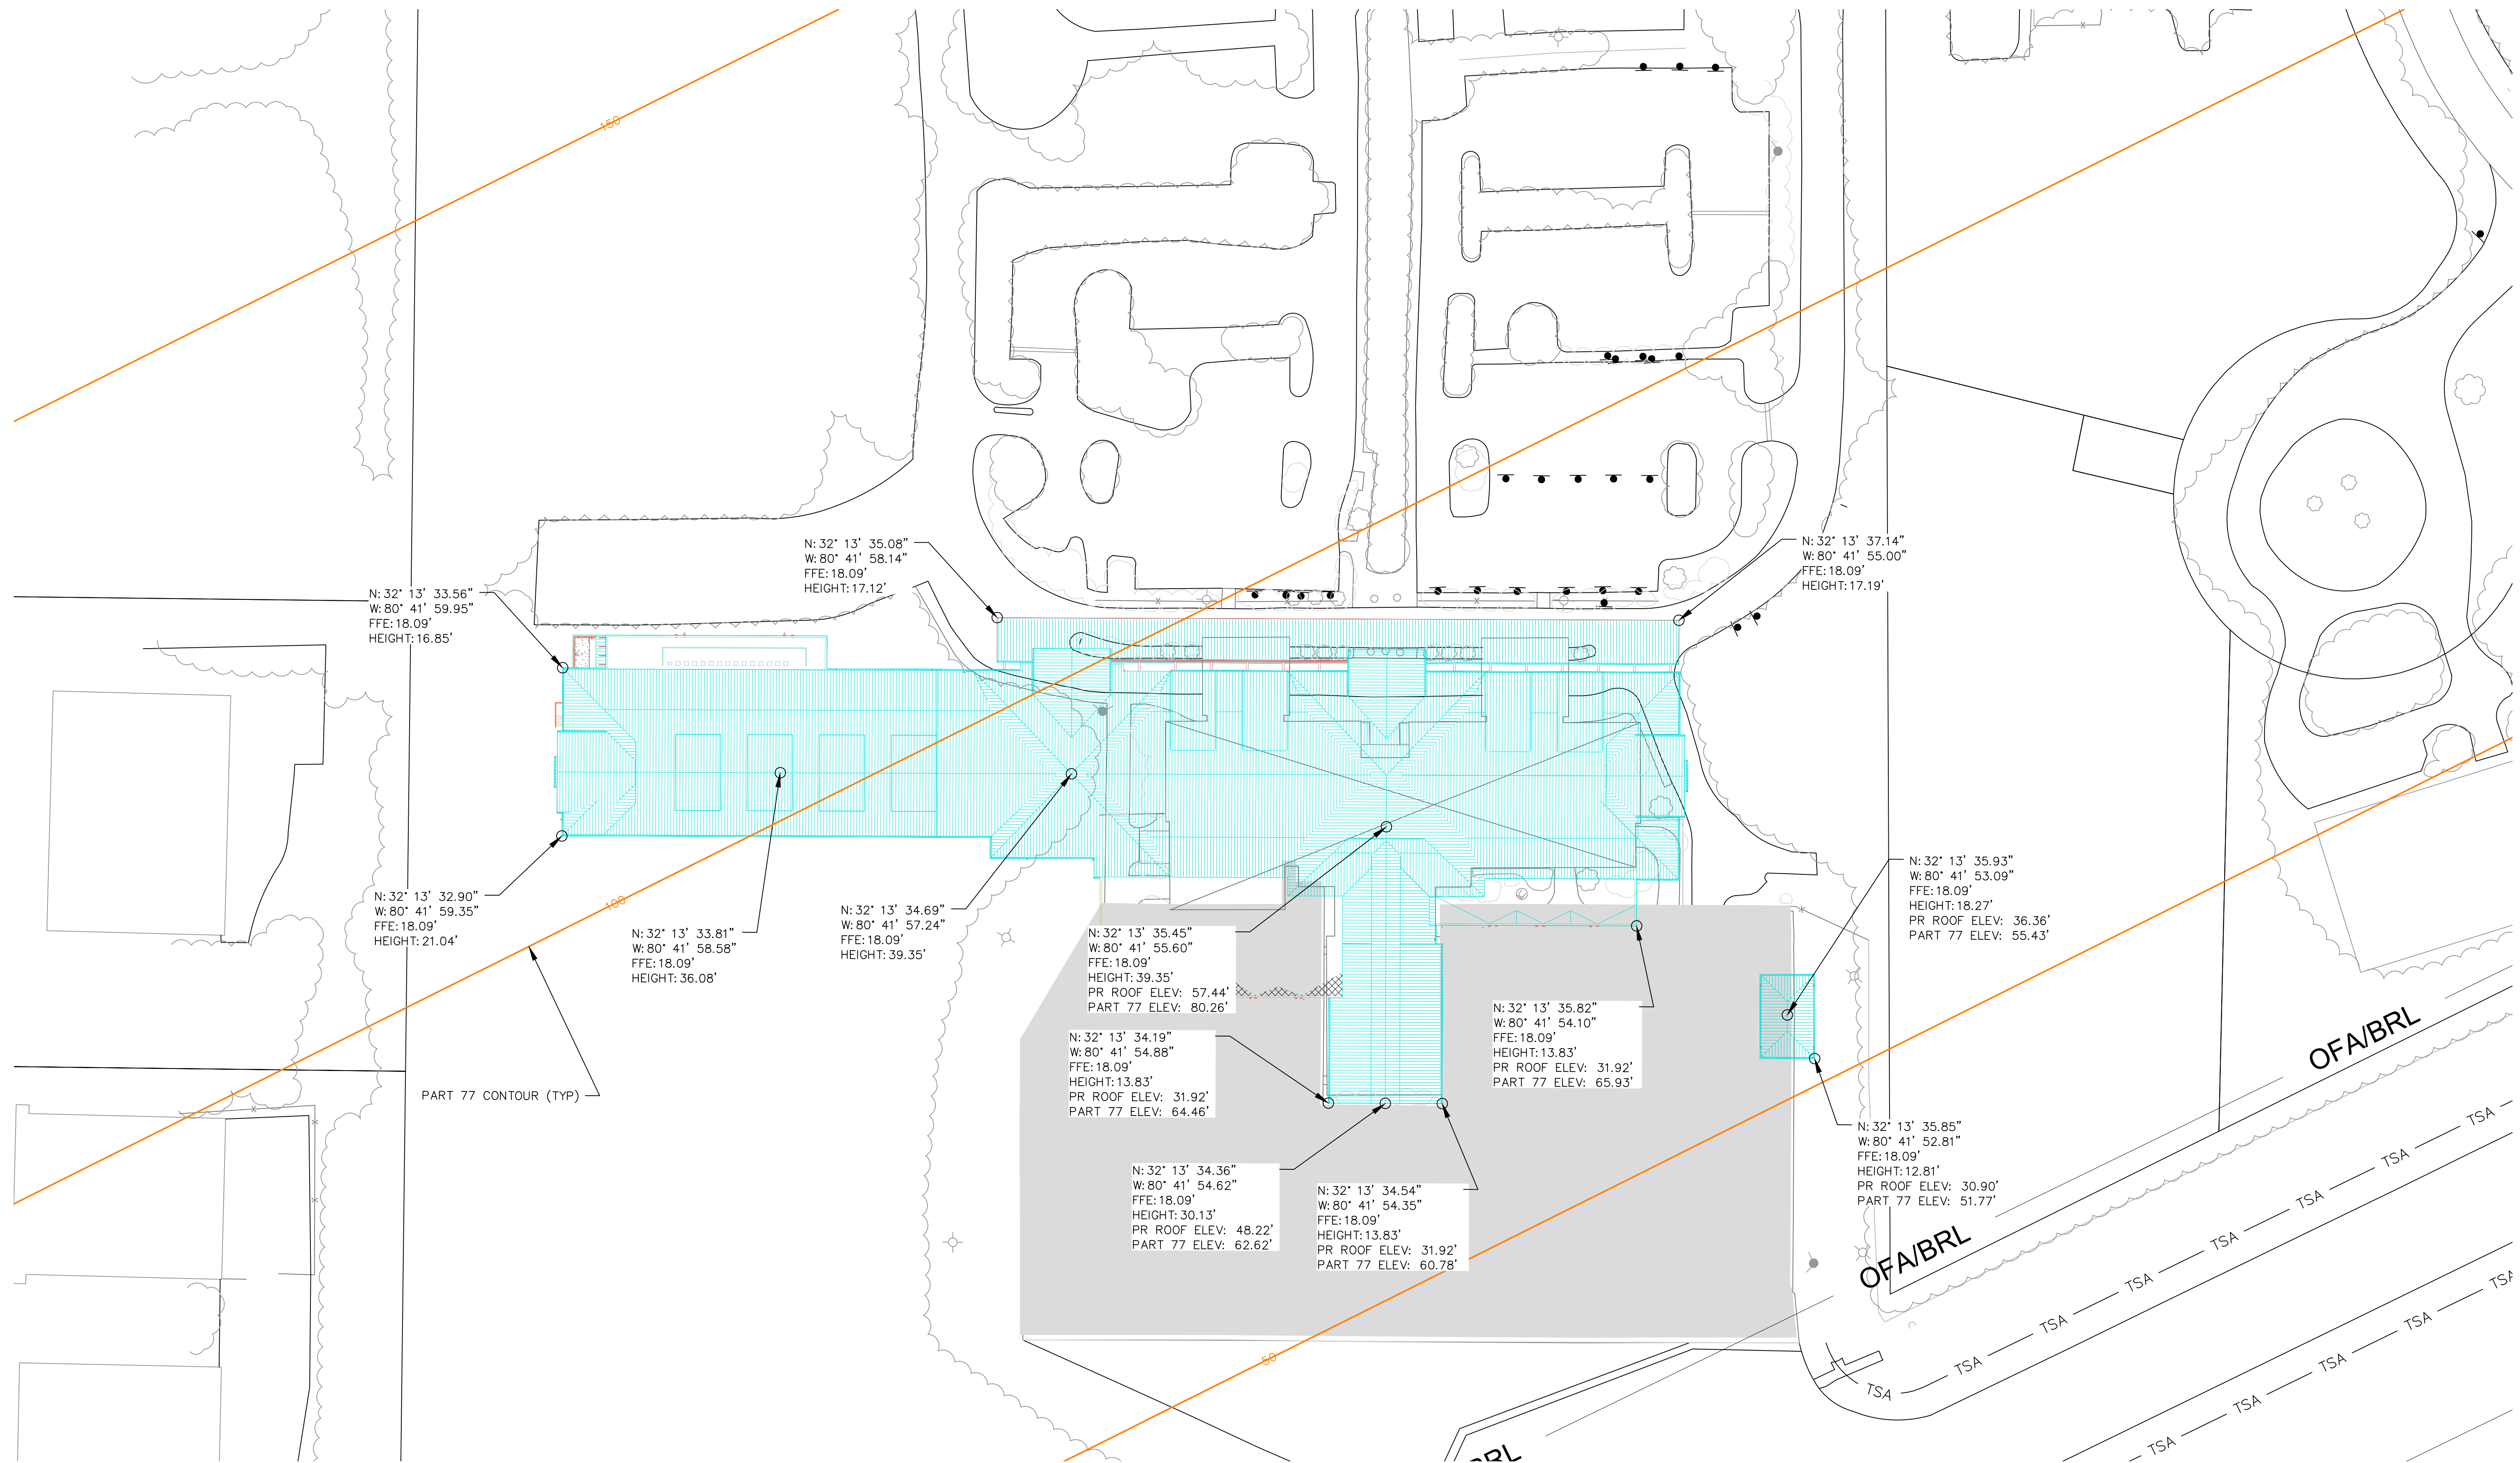 150
N: 32° 13' 35.08"
W: 80° 41' 58.14"
FFE: 18.09'
HEIGHT: 17.12'
N: 32° 13' 37.14"
W: 80° 41' 55.00"
FFE: 18.09'
HEIGHT: 17.19'
N: 32° 13' 33.56"
W: 80° 41' 59.95"
FFE: 18.09'
HEIGHT: 16.85'
N: 32° 13' 32.90"
W: 80° 41' 59.35"
FFE: 18.09'
HEIGHT: 21.04'
100
N: 32° 13' 33.81"
W: 80° 41' 58.58"
FFE: 18.09'
HEIGHT: 36.08'
N: 32° 13' 34.69"
W: 80° 41' 57.24"
FFE: 18.09'
HEIGHT: 39.35'
N: 32° 13' 35.45"
W: 80° 41' 55.60"
FFE: 18.09'
HEIGHT: 39.35'
PR ROOF ELEV: 57.44'
PART 77 ELEV: 80.26'
N: 32° 13' 35.93"
W: 80° 41' 53.09"
FFE: 18.09'
HEIGHT: 18.27'
PR ROOF ELEV: 36.36'
PART 77 ELEV: 55.43'
N: 32° 13' 35.82"
W: 80° 41' 54.10"
FFE: 18.09'
HEIGHT: 13.83'
PR ROOF ELEV: 31.92'
PART 77 ELEV: 65.93'
N: 32° 13' 34.19"
W: 80° 41' 54.88"
FFE: 18.09'
HEIGHT: 13.83'
PR ROOF ELEV: 31.92'
PART 77 ELEV: 64.46'
PART 77 CONTOUR (TYP)
OFA/BRL
N: 32° 13' 35.85"
W: 80° 41' 52.81"
FFE: 18.09'
HEIGHT: 12.81'
PR ROOF ELEV: 30.90'
PART 77 ELEV: 51.77'
N: 32° 13' 34.36"
W: 80° 41' 54.62"
FFE: 18.09'
HEIGHT: 30.13'
PR ROOF ELEV: 48.22'
PART 77 ELEV: 62.62'
N: 32° 13' 34.54"
W: 80° 41' 54.35"
FFE: 18.09'
HEIGHT: 13.83'
PR ROOF ELEV: 31.92'
PART 77 ELEV: 60.78'
OFA/BRL
TSA
TSA
TSA
TSA
TSA
TSA
TSA
TSA
50
TSA
TSA
TSA
TSA
TSA
BRL